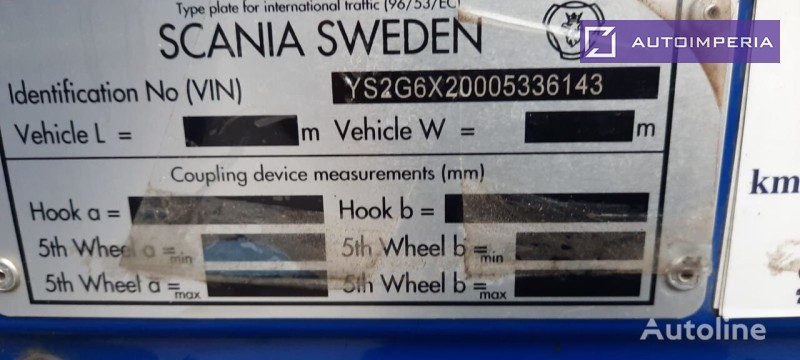 Type plate for international traffic (96/53/EC)
SCANIA SWEDEN
AUTOIMPERIA
Identification No (VIN) YS2G6X20005336143
Vehicle L = m Vehicle W = m
Coupling device measurements (mm)
Hook a = Hook b =
5th Wheel a = min 5th Wheel b = min
5th Wheel a = max 5th Wheel b = max
km
Autoline